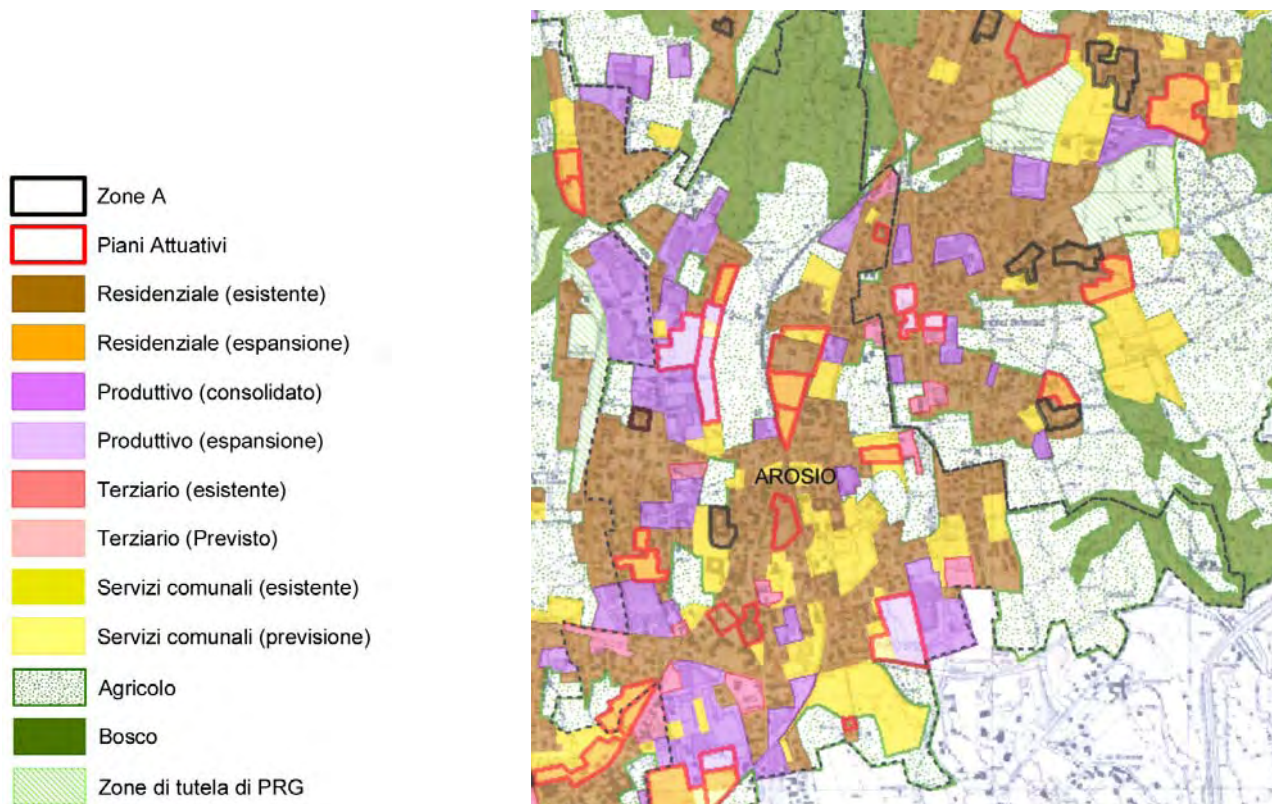 Zone A
Piani Attuativi
Residenziale (esistente)
Residenziale (espansione)
Produttivo (consolidato)
Produttivo (espansione)
Terziario (esistente)
Terziario (Previsto)
Servizi comunali (esistente)
Servizi comunali (previsione)
Agricolo
Bosco
Zone di tutela di PRG
AROSIO